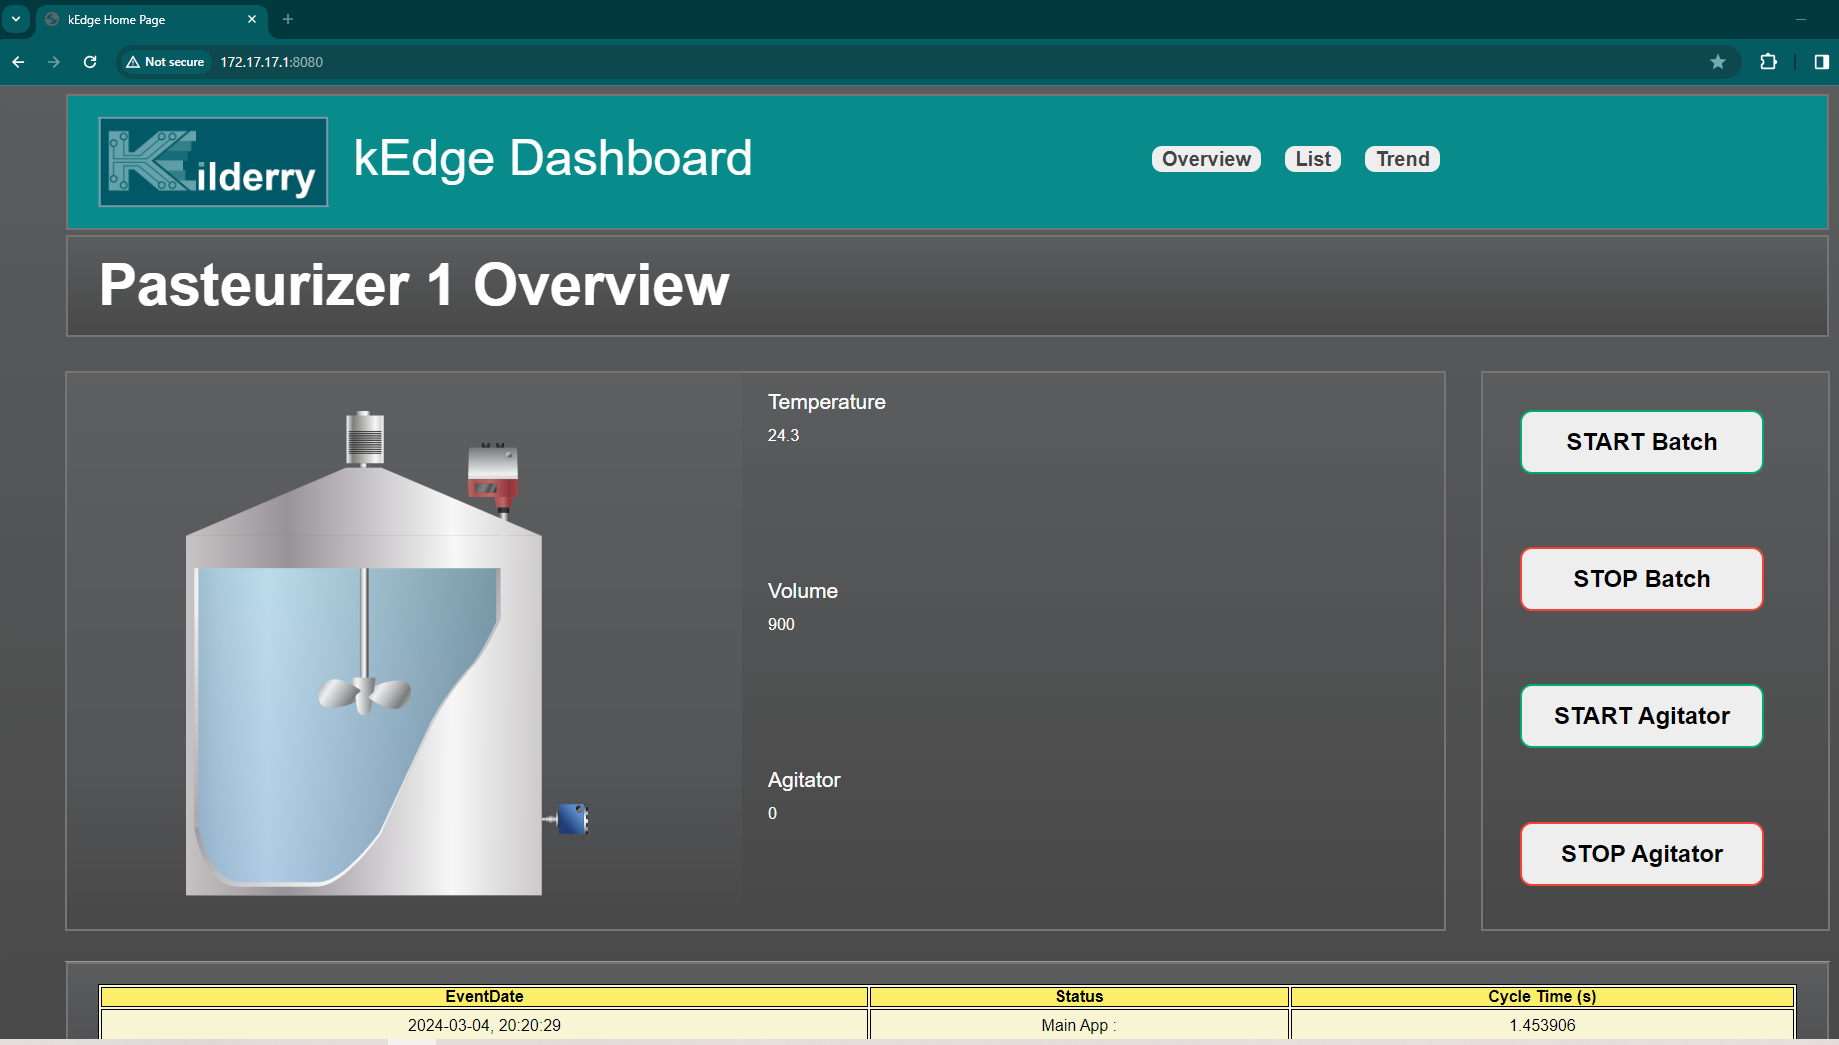 kEdge Home Page
Not secure 172.17.17.1:8080
Kilderry
kEdge Dashboard
Overview List Trend
Pasteurizer 1 Overview
Temperature
24.3
Volume
900
Agitator
0
START Batch
STOP Batch
START Agitator
STOP Agitator
EventDate Status Cycle Time (s)
2024-03-04, 20:20:29 Main App : 1.453906